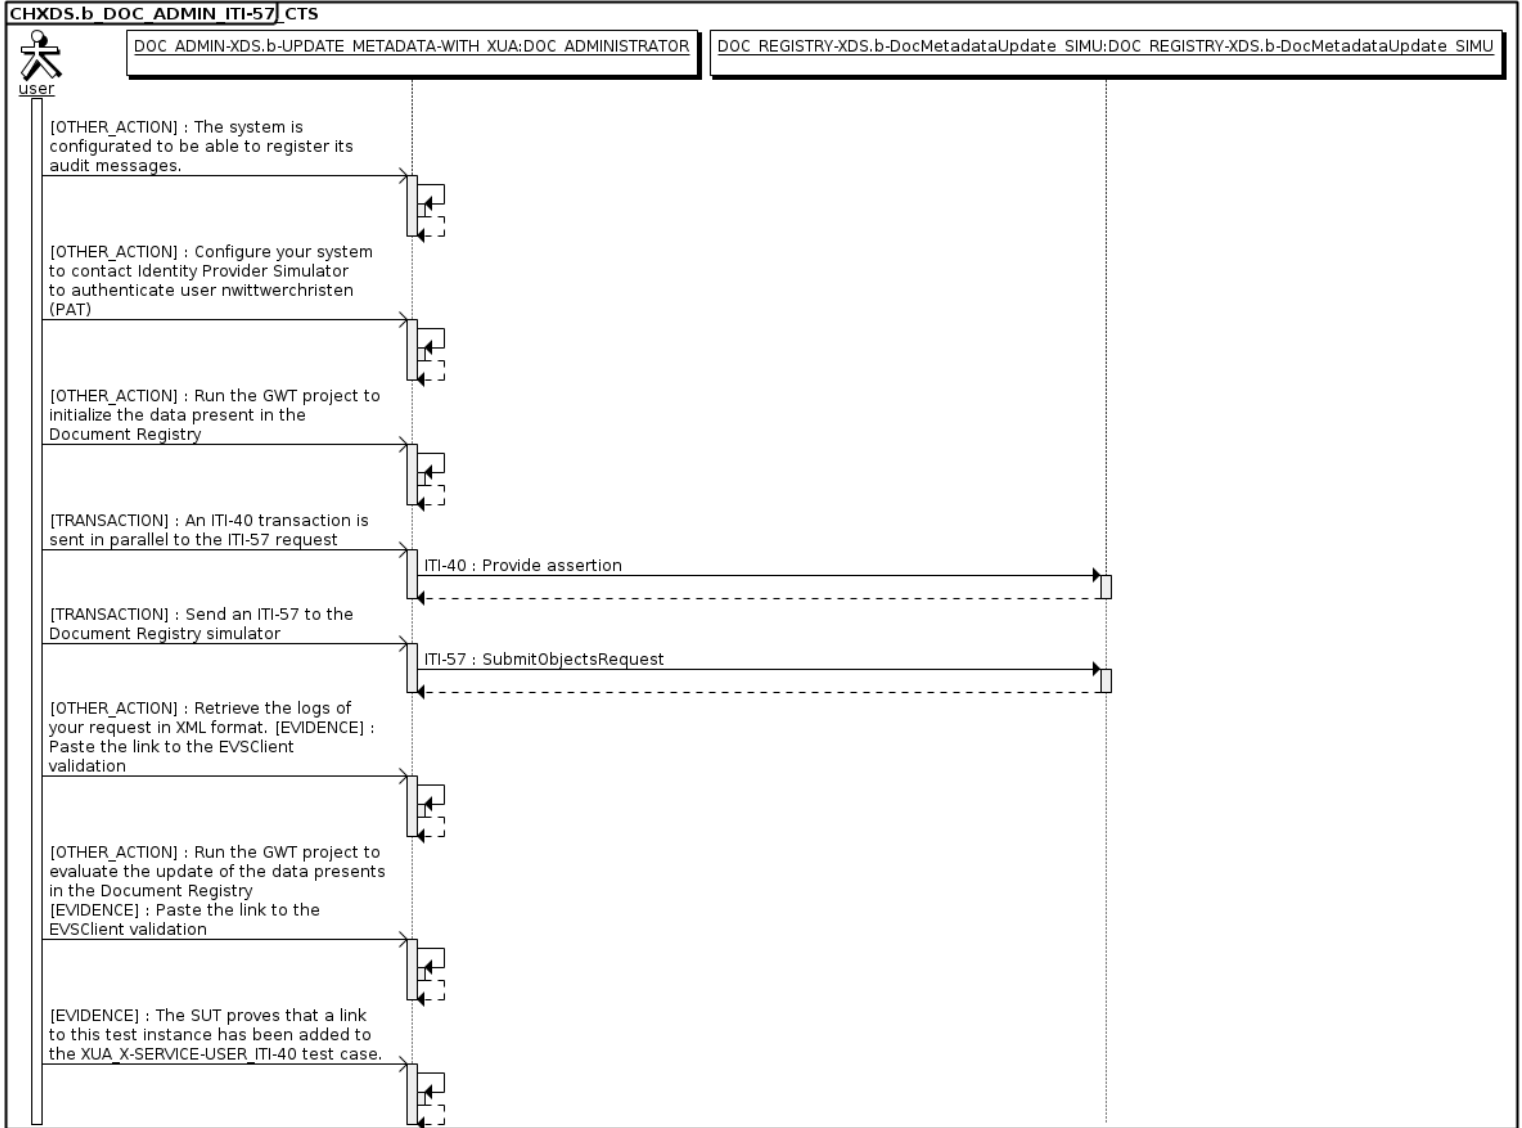 CHXDS.b_DOC_ADMIN_ITI-57_CTS
DOC_ADMIN-XDS.b-UPDATE_METADATA-WITH_XUA:DOC_ADMINISTRATOR
DOC_REGISTRY-XDS.b-DocMetadataUpdate_SIMU:DOC_REGISTRY-XDS.b-DocMetadataUpdate_SIMU
user
[OTHER_ACTION] : The system is
configurated to be able to register its
audit messages.
[OTHER_ACTION] : Configure your system
to contact Identity Provider Simulator
to authenticate user nwittwerchristen
(PAT)
[OTHER_ACTION] : Run the GWT project to
initialize the data present in the
Document Registry
[TRANSACTION] : An ITI-40 transaction is
sent in parallel to the ITI-57 request
ITI-40 : Provide assertion
[TRANSACTION] : Send an ITI-57 to the
Document Registry simulator
ITI-57 : SubmitObjectsRequest
[OTHER_ACTION] : Retrieve the logs of
your request in XML format. [EVIDENCE] :
Paste the link to the EVSClient
validation
[OTHER_ACTION] : Run the GWT project to
evaluate the update of the data presents
in the Document Registry
[EVIDENCE] : Paste the link to the
EVSClient validation
[EVIDENCE] : The SUT proves that a link
to this test instance has been added to
the XUA_X-SERVICE-USER_ITI-40 test case.